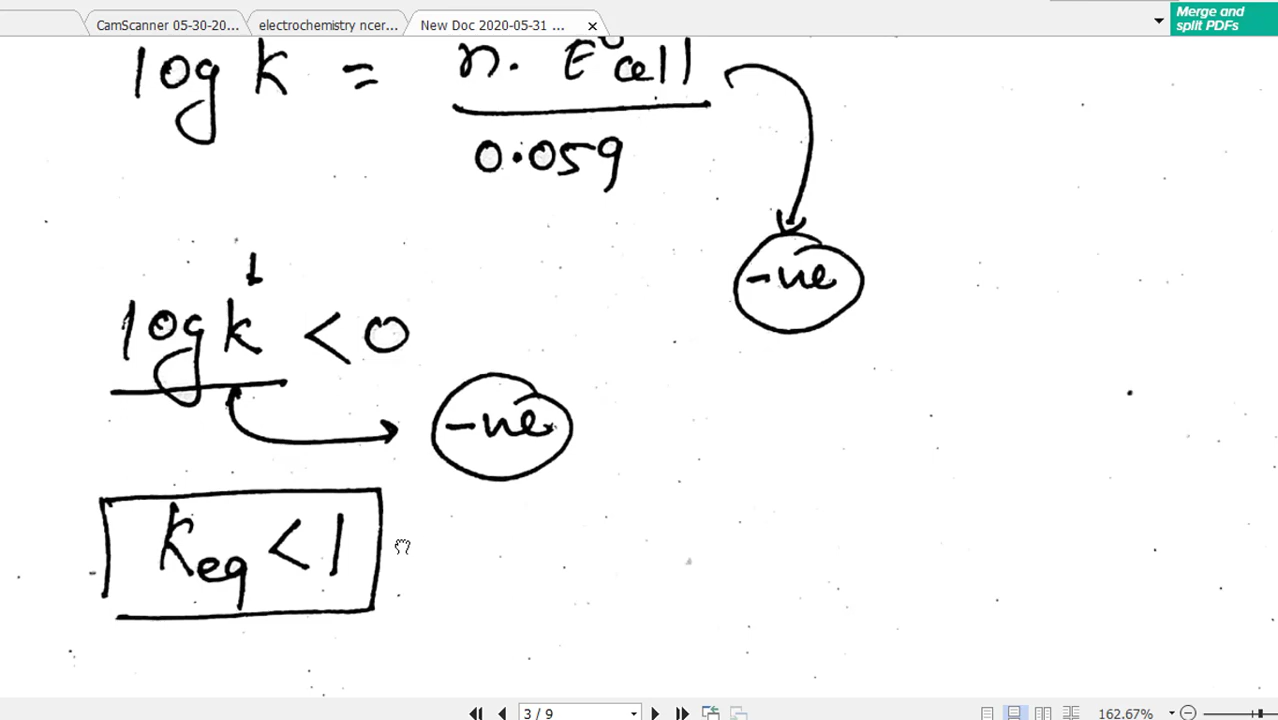 CamScanner 05-30-20...
electrochemistry ncer...
New Doc 2020-05-31 ...
Merge and
split PDFs
log k = n. E°cell
0.059
-ve
log k < 0
-ve
keq < 1
3 / 9
162.67%